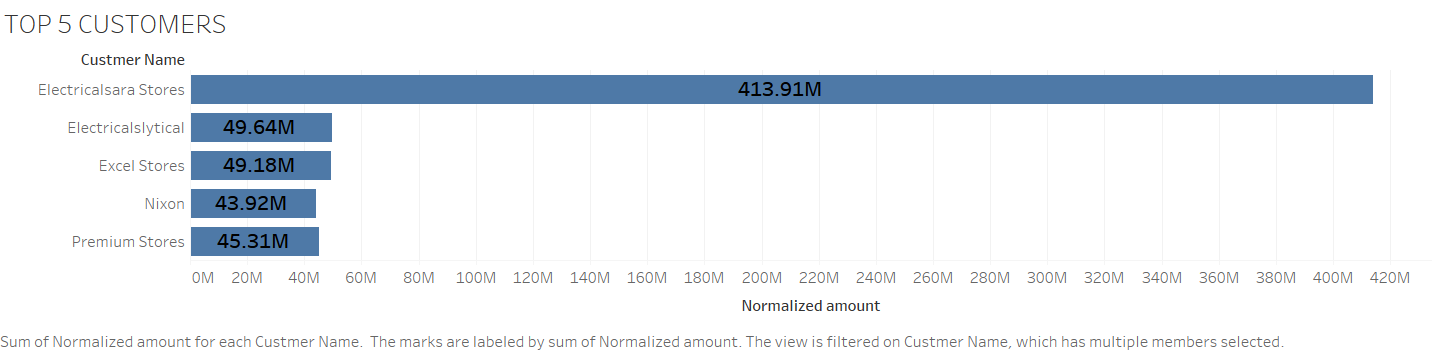 TOP 5 CUSTOMERS
Custmer Name
Electricalsara Stores 413.91M
Electricalslytical 49.64M
Excel Stores 49.18M
Nixon 43.92M
Premium Stores 45.31M
0M 20M 40M 60M 80M 100M 120M 140M 160M 180M 200M 220M 240M 260M 280M 300M 320M 340M 360M 380M 400M 420M
Normalized amount
Sum of Normalized amount for each Custmer Name. The marks are labeled by sum of Normalized amount. The view is filtered on Custmer Name, which has multiple members selected.